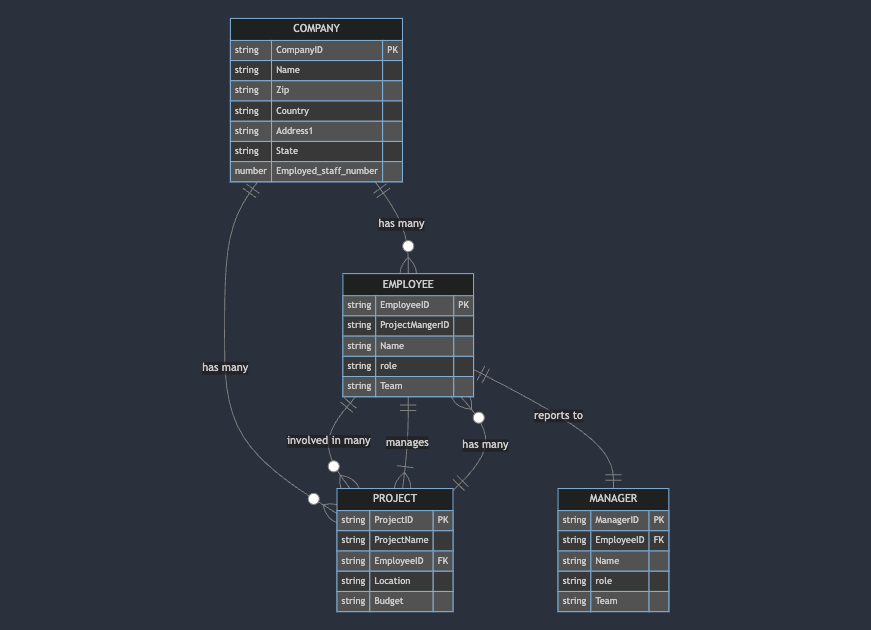 COMPANY
string CompanyID PK
string Name
string Zip
string Country
string Address1
string State
number Employed_staff_number
has many
EMPLOYEE
string EmployeeID PK
string ProjectMangerID
string Name
string role
string Team
has many
reports to
involved in many
manages
has many
PROJECT
string ProjectID PK
string ProjectName
string EmployeeID FK
string Location
string Budget
MANAGER
string ManagerID PK
string EmployeeID FK
string Name
string role
string Team